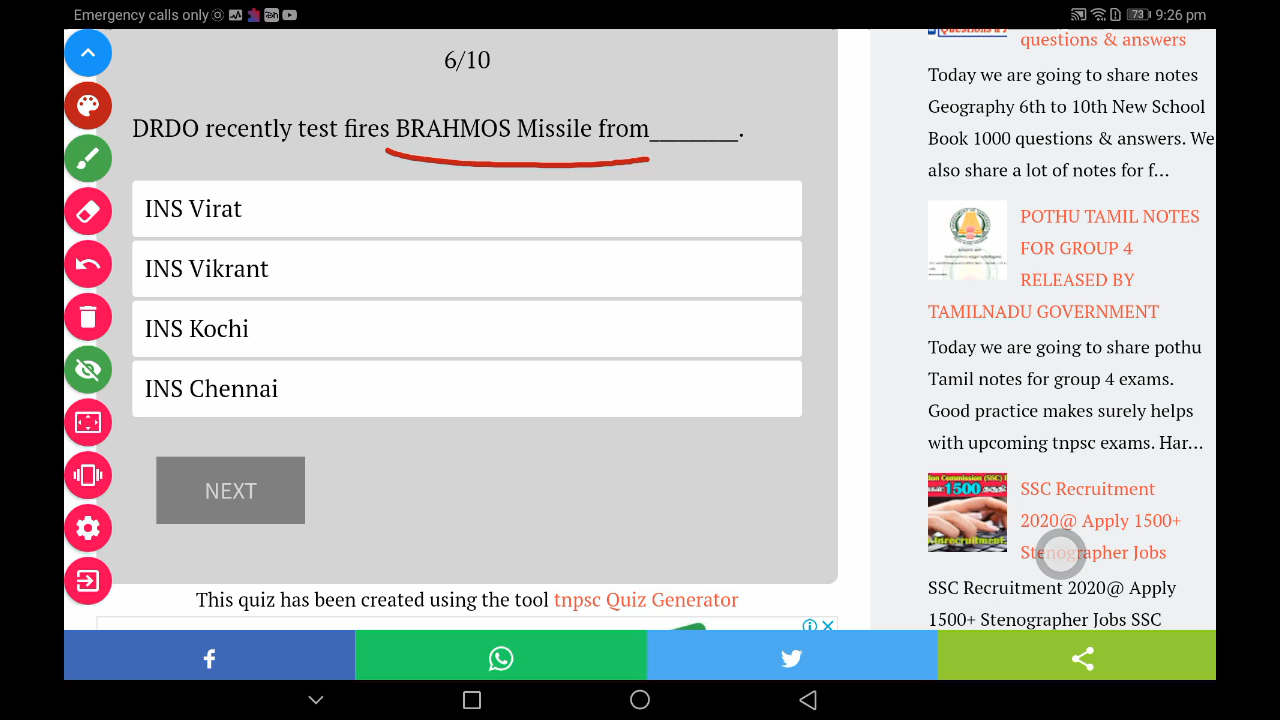 Emergency calls only
73 9:26 pm
6/10
DRDO recently test fires BRAHMOS Missile from_________.
INS Virat
INS Vikrant
INS Kochi
INS Chennai
NEXT
This quiz has been created using the tool tnpsc Quiz Generator
questions & answers
Today we are going to share notes
Geography 6th to 10th New School
Book 1000 questions & answers. We
also share a lot of notes for f...
POTHU TAMIL NOTES
FOR GROUP 4
RELEASED BY
TAMILNADU GOVERNMENT
Today we are going to share pothu
Tamil notes for group 4 exams.
Good practice makes surely helps
with upcoming tnpsc exams. Har...
1500
SSC Recruitment
2020@ Apply 1500+
Stenographer Jobs
SSC Recruitment 2020@ Apply
1500+ Stenographer Jobs SSC